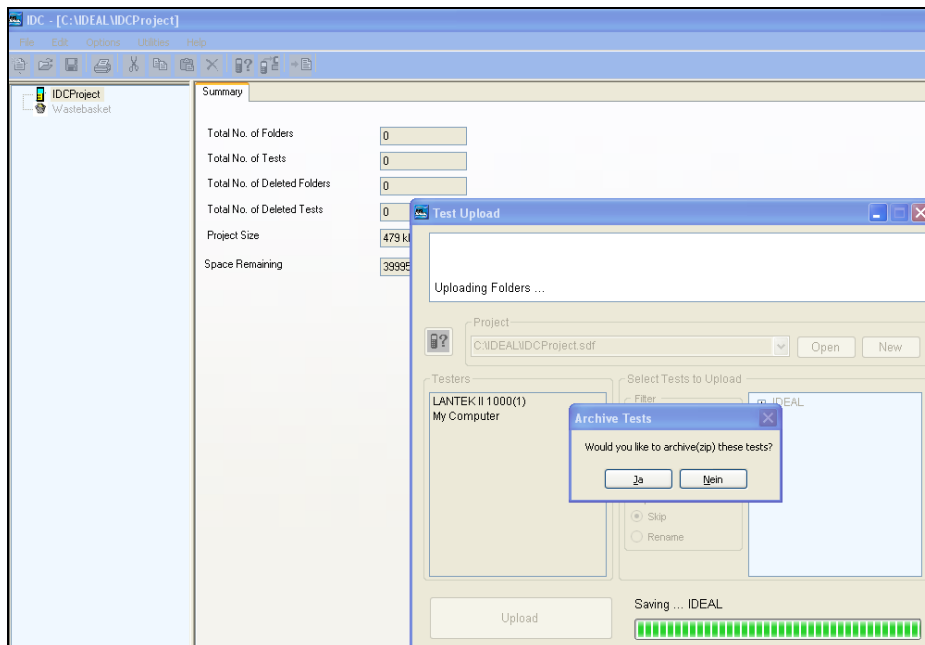 IDC - [C:\IDEAL\IDCProject]
File Edit Options Utilities Help
IDCProject
Wastebasket
Summary
Total No. of Folders 0
Total No. of Tests 0
Total No. of Deleted Folders 0
Total No. of Deleted Tests 0
Project Size 479
Space Remaining 39995
Test Upload
Uploading Folders ...
Project
C:\IDEAL\IDCProject.sdf
Open
New
Testers
LANTEK II 1000(1)
My Computer
Select Tests to Upload
Filter
IDEAL
Archive Tests
Would you like to archive(zip) these tests?
Ja
Nein
Skip
Rename
Upload
Saving ... IDEAL